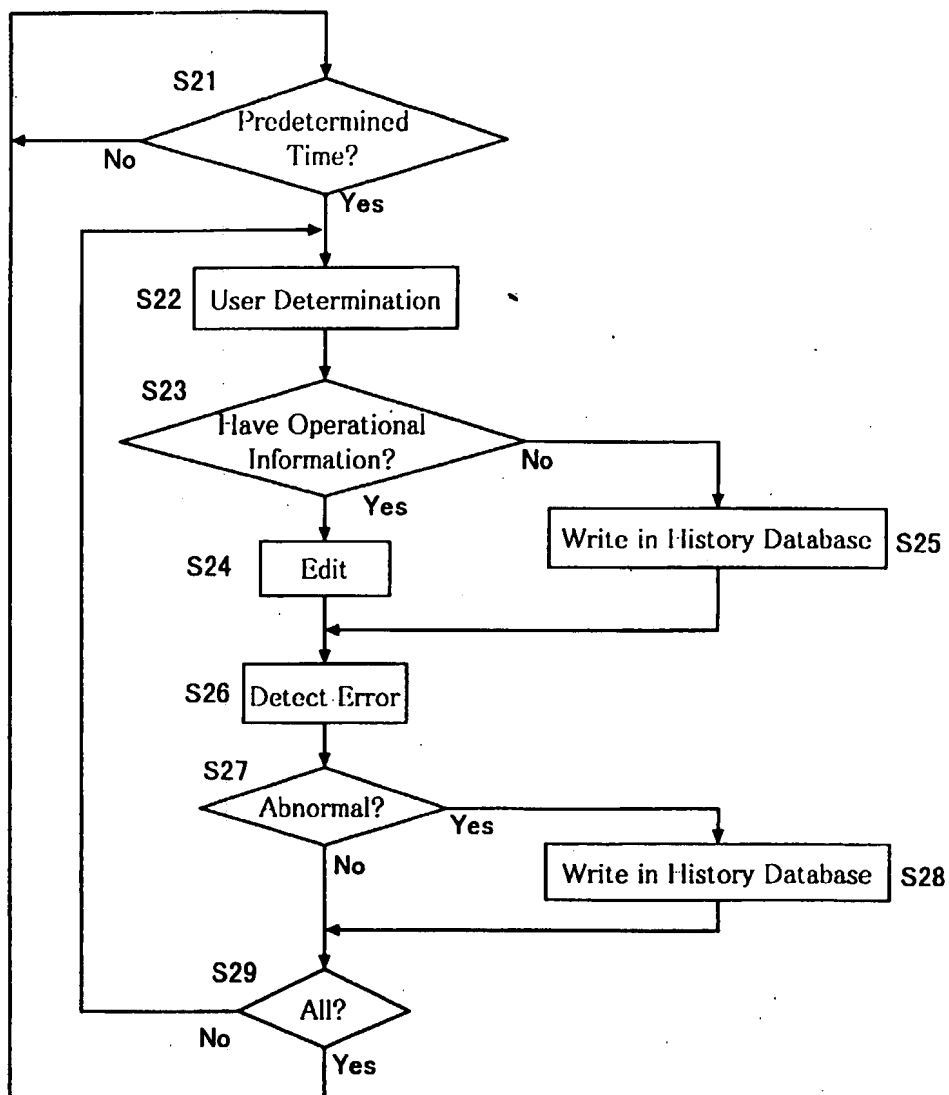 S21
Predetermined
Time?
No
Yes
S22
User Determination
S23
Have Operational
Information?
No
Yes
Write in History Database
S25
S24
Edit
S26
Detect Error
S27
Abnormal?
Yes
No
Write in History Database
S28
S29
All?
No
Yes